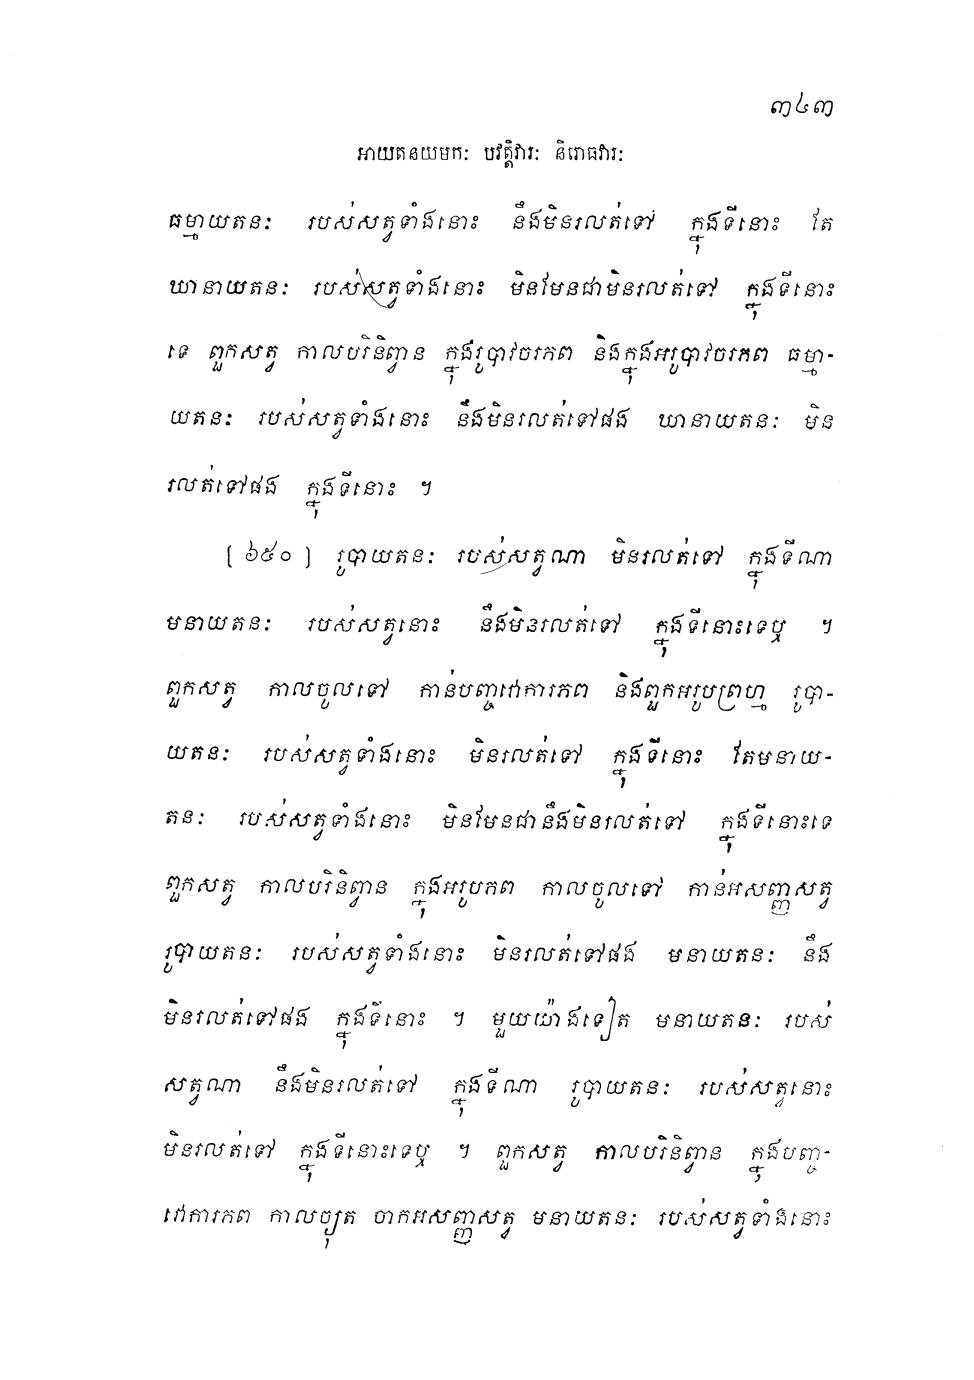 ៣៤៣
អាយតនយមកៈ បវត្តិវារៈ និរោធវារៈ
ធម្មាយតនៈ របស់សត្វទាំងនោះ នឹងមិនរលត់ទៅ ក្នុងទីនោះ តែ
ឃានាយតនៈ របស់សត្វទាំងនោះ មិនមែនជាមិនរលត់ទៅ ក្នុងទីនោះ
ទេ ពួកសត្វ កាលបរិនិព្វាន ក្នុងរូបាវចរភព និងក្នុងអរូបាវចរភព ធម្មា-
យតនៈ របស់សត្វទាំងនោះ នឹងមិនរលត់ទៅផង ឃានាយតនៈ មិន
រលត់ទៅផង ក្នុងទីនោះ ។
[៦៥០] រូបាយតនៈ របស់សត្វណា មិនរលត់ទៅ ក្នុងទីណា
មនាយតនៈ របស់សត្វនោះ នឹងមិនរលត់ទៅ ក្នុងទីនោះទេឬ ។
ពួកសត្វ កាលចូលទៅ កាន់បញ្ចវោការភព និងពួកអរូបព្រហ្ម រូបា-
យតនៈ របស់សត្វទាំងនោះ មិនរលត់ទៅ ក្នុងទីនោះ តែមនាយ-
តនៈ របស់សត្វទាំងនោះ មិនមែនជានឹងមិនរលត់ទៅ ក្នុងទីនោះទេ
ពួកសត្វ កាលបរិនិព្វាន ក្នុងអរូបភព កាលចូលទៅ កាន់អសញ្ញសត្វ
រូបាយតនៈ របស់សត្វទាំងនោះ មិនរលត់ទៅផង មនាយតនៈ នឹង
មិនរលត់ទៅផង ក្នុងទីនោះ ។ មួយយ៉ាងទៀត មនាយតនៈ របស់
សត្វណា នឹងមិនរលត់ទៅ ក្នុងទីណា រូបាយតនៈ របស់សត្វនោះ
មិនរលត់ទៅ ក្នុងទីនោះទេឬ ។ ពួកសត្វ កាលបរិនិព្វាន ក្នុងបញ្ច-
វោការភព កាលច្យុត ចាកអសញ្ញសត្វ មនាយតនៈ របស់សត្វទាំងនោះ